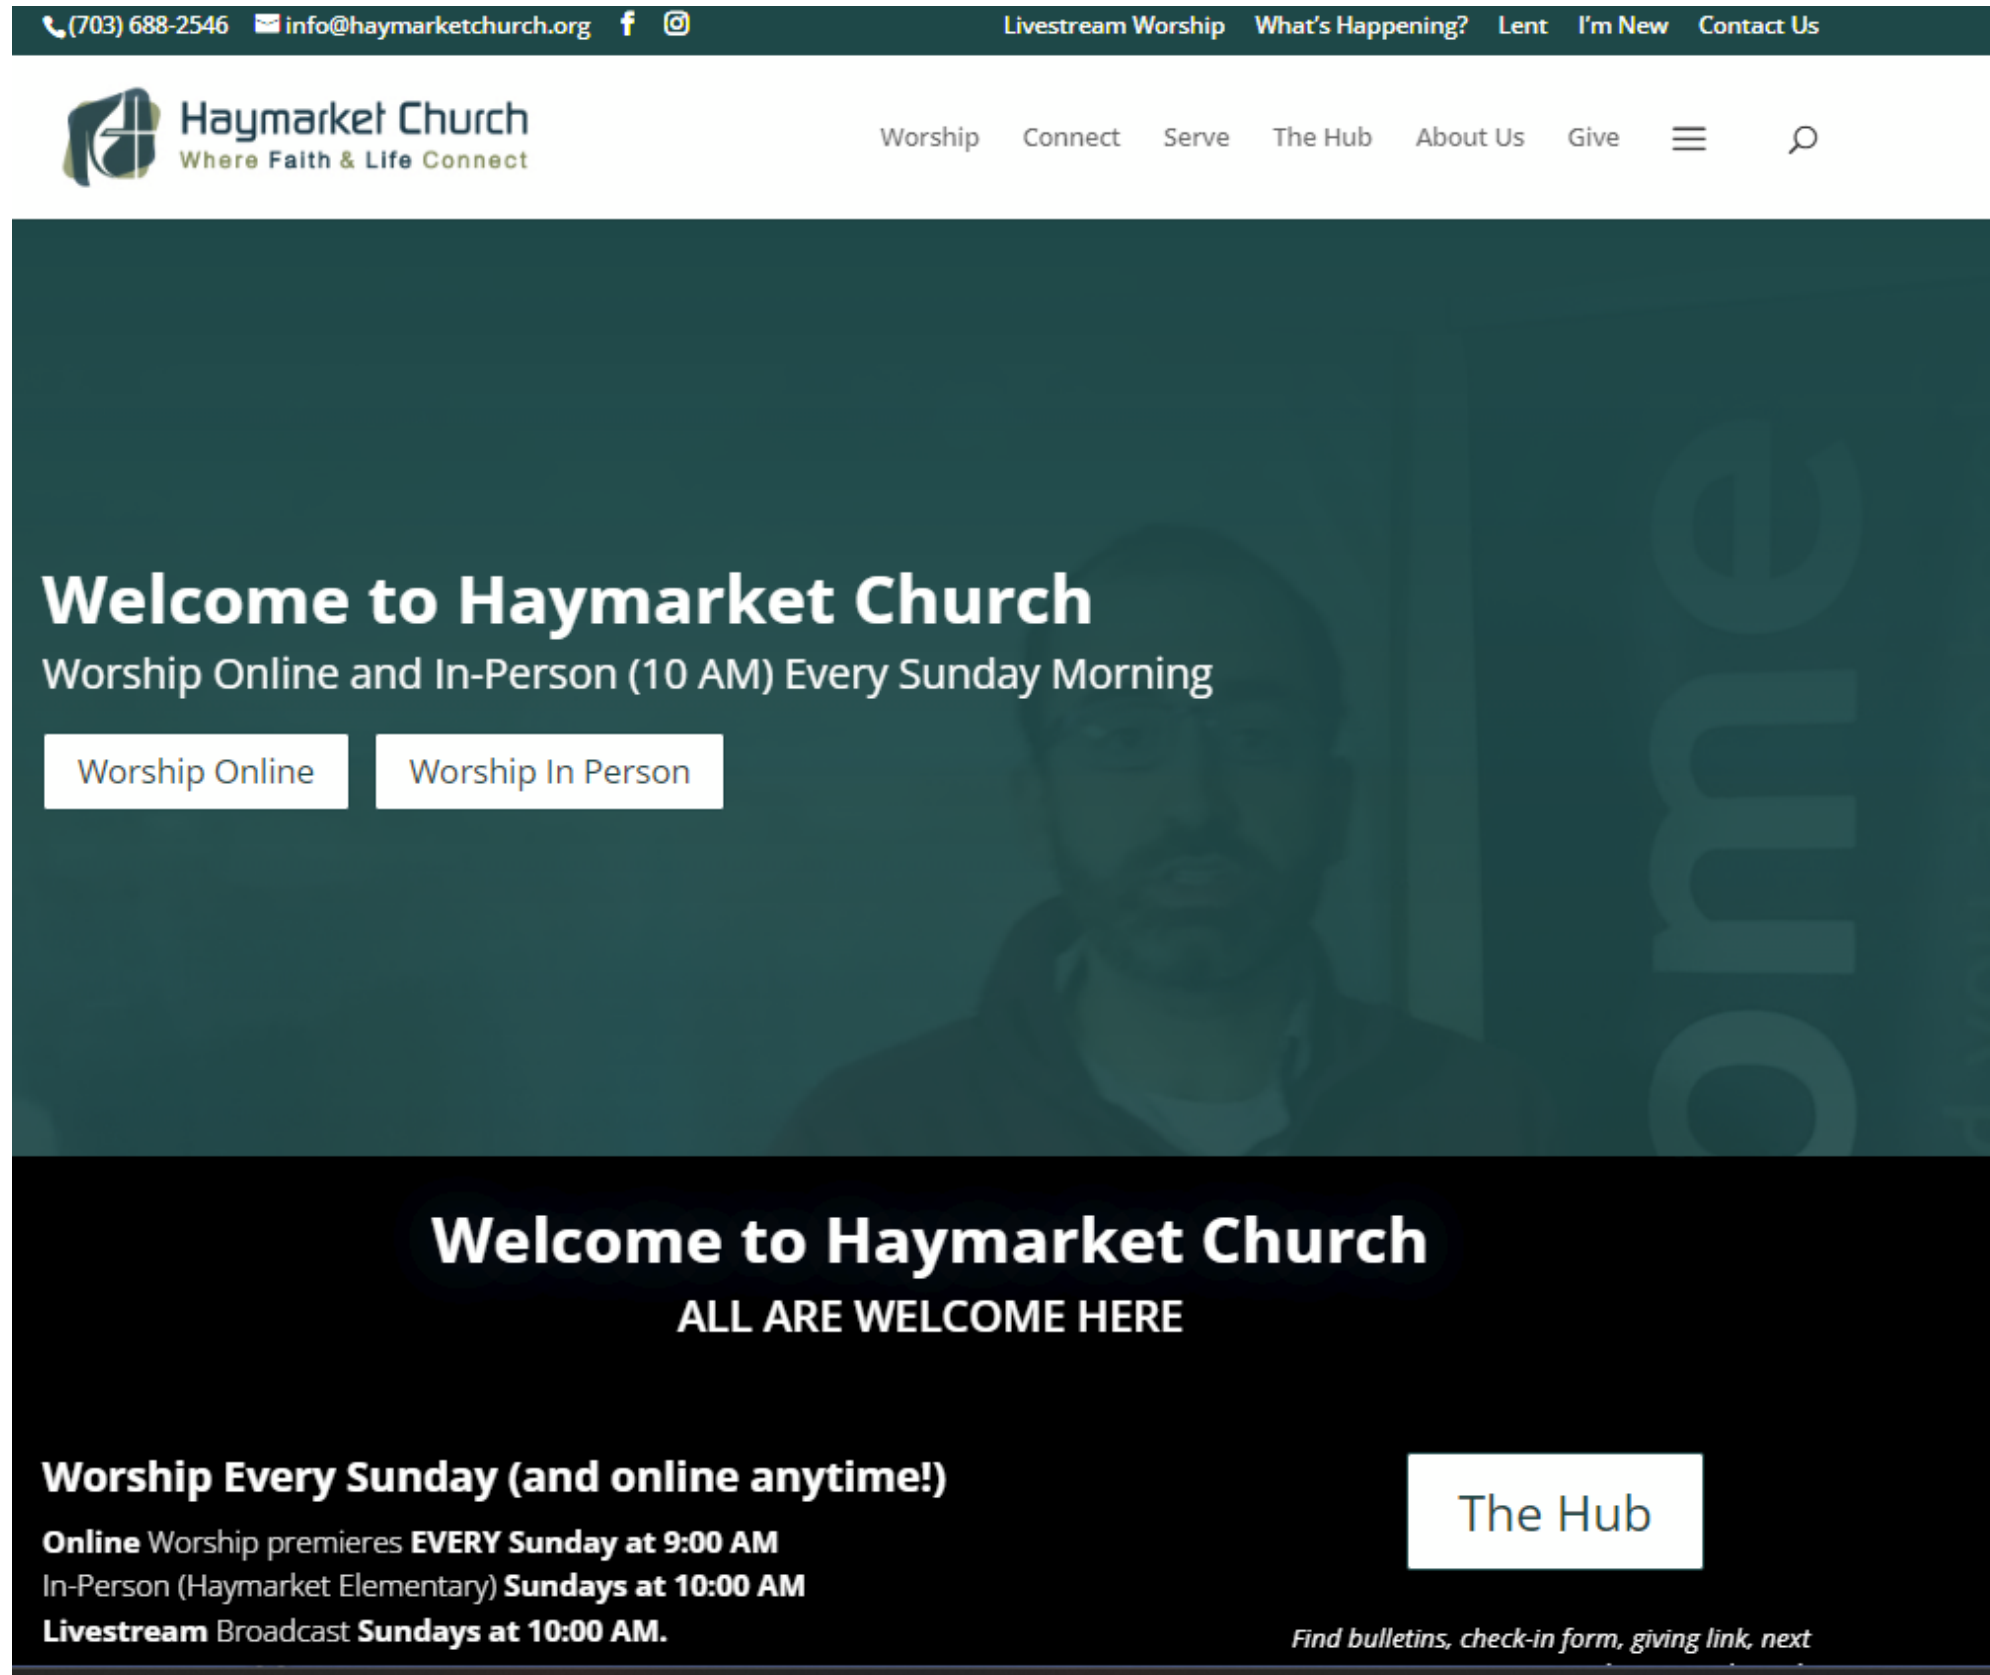 (703) 688-2546 info@haymarketchurch.org Livestream Worship What's Happening? Lent I'm New Contact Us
Haymarket Church
Where Faith & Life Connect
Worship Connect Serve The Hub About Us Give
Welcome to Haymarket Church
Worship Online and In-Person (10 AM) Every Sunday Morning
Worship Online Worship In Person
ome
Welcome to Haymarket Church
ALL ARE WELCOME HERE
Worship Every Sunday (and online anytime!)
The Hub
Online Worship premieres EVERY Sunday at 9:00 AM
In-Person (Haymarket Elementary) Sundays at 10:00 AM
Livestream Broadcast Sundays at 10:00 AM.
Find bulletins, check-in form, giving link, next